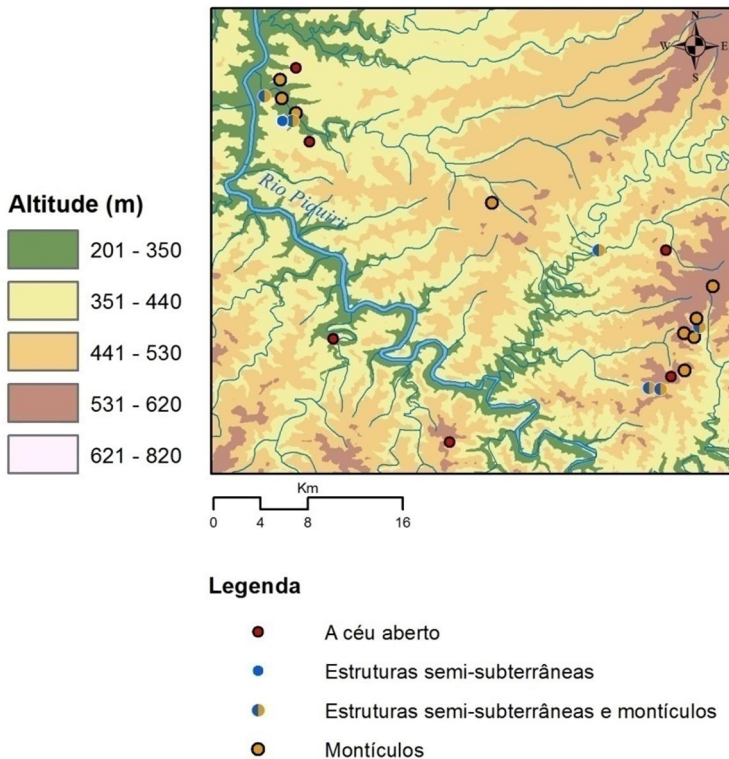 N
W E
S
Rio Piquiri
Altitude (m)
201 - 350
351 - 440
441 - 530
531 - 620
621 - 820
Km
0 4 8 16
Legenda
A céu aberto
Estruturas semi-subterrâneas
Estruturas semi-subterrâneas e montículos
Montículos